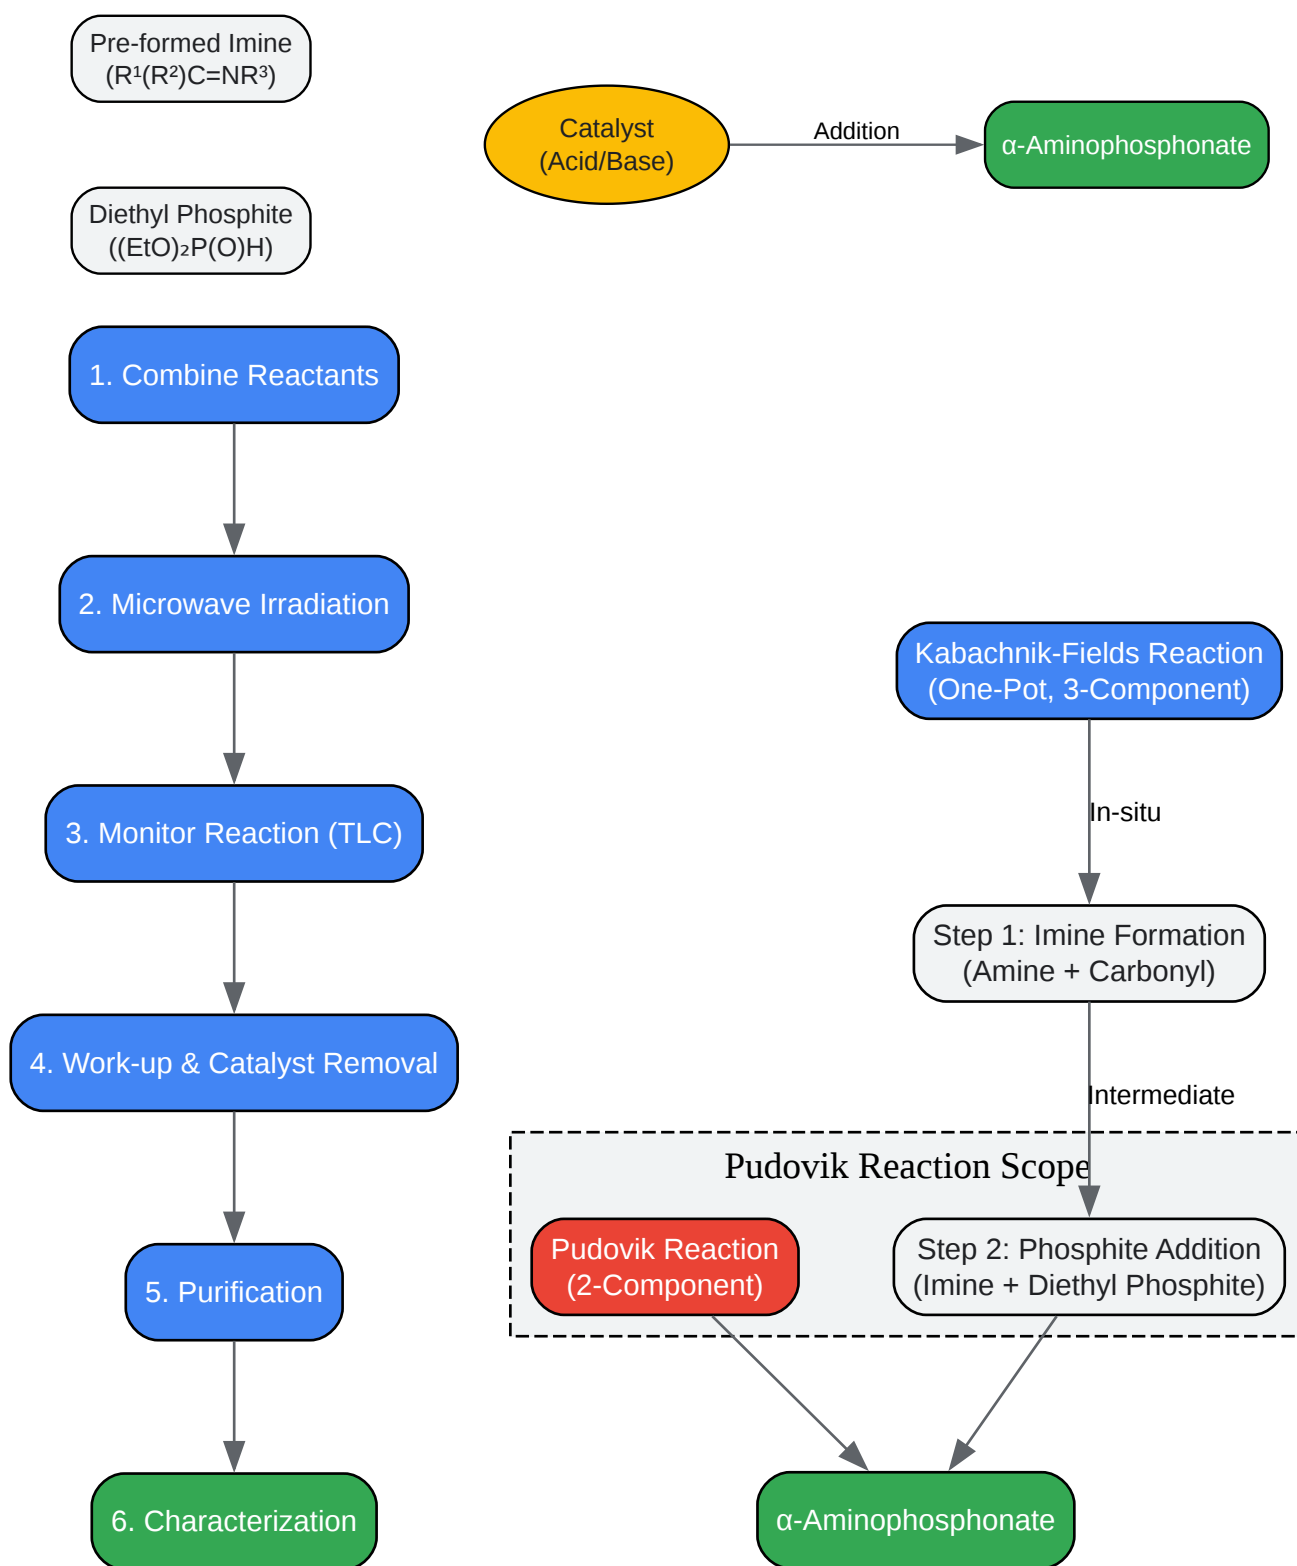 Pre-formed Imine
(R¹(R²)C=NR³)
Catalyst
(Acid/Base)
Addition
α-Aminophosphonate
Diethyl Phosphite
((EtO)₂P(O)H)
1. Combine Reactants
2. Microwave Irradiation
3. Monitor Reaction (TLC)
4. Work-up & Catalyst Removal
5. Purification
6. Characterization
Kabachnik-Fields Reaction
(One-Pot, 3-Component)
In-situ
Step 1: Imine Formation
(Amine + Carbonyl)
Intermediate
Pudovik Reaction Scope
Pudovik Reaction
(2-Component)
Step 2: Phosphite Addition
(Imine + Diethyl Phosphite)
α-Aminophosphonate